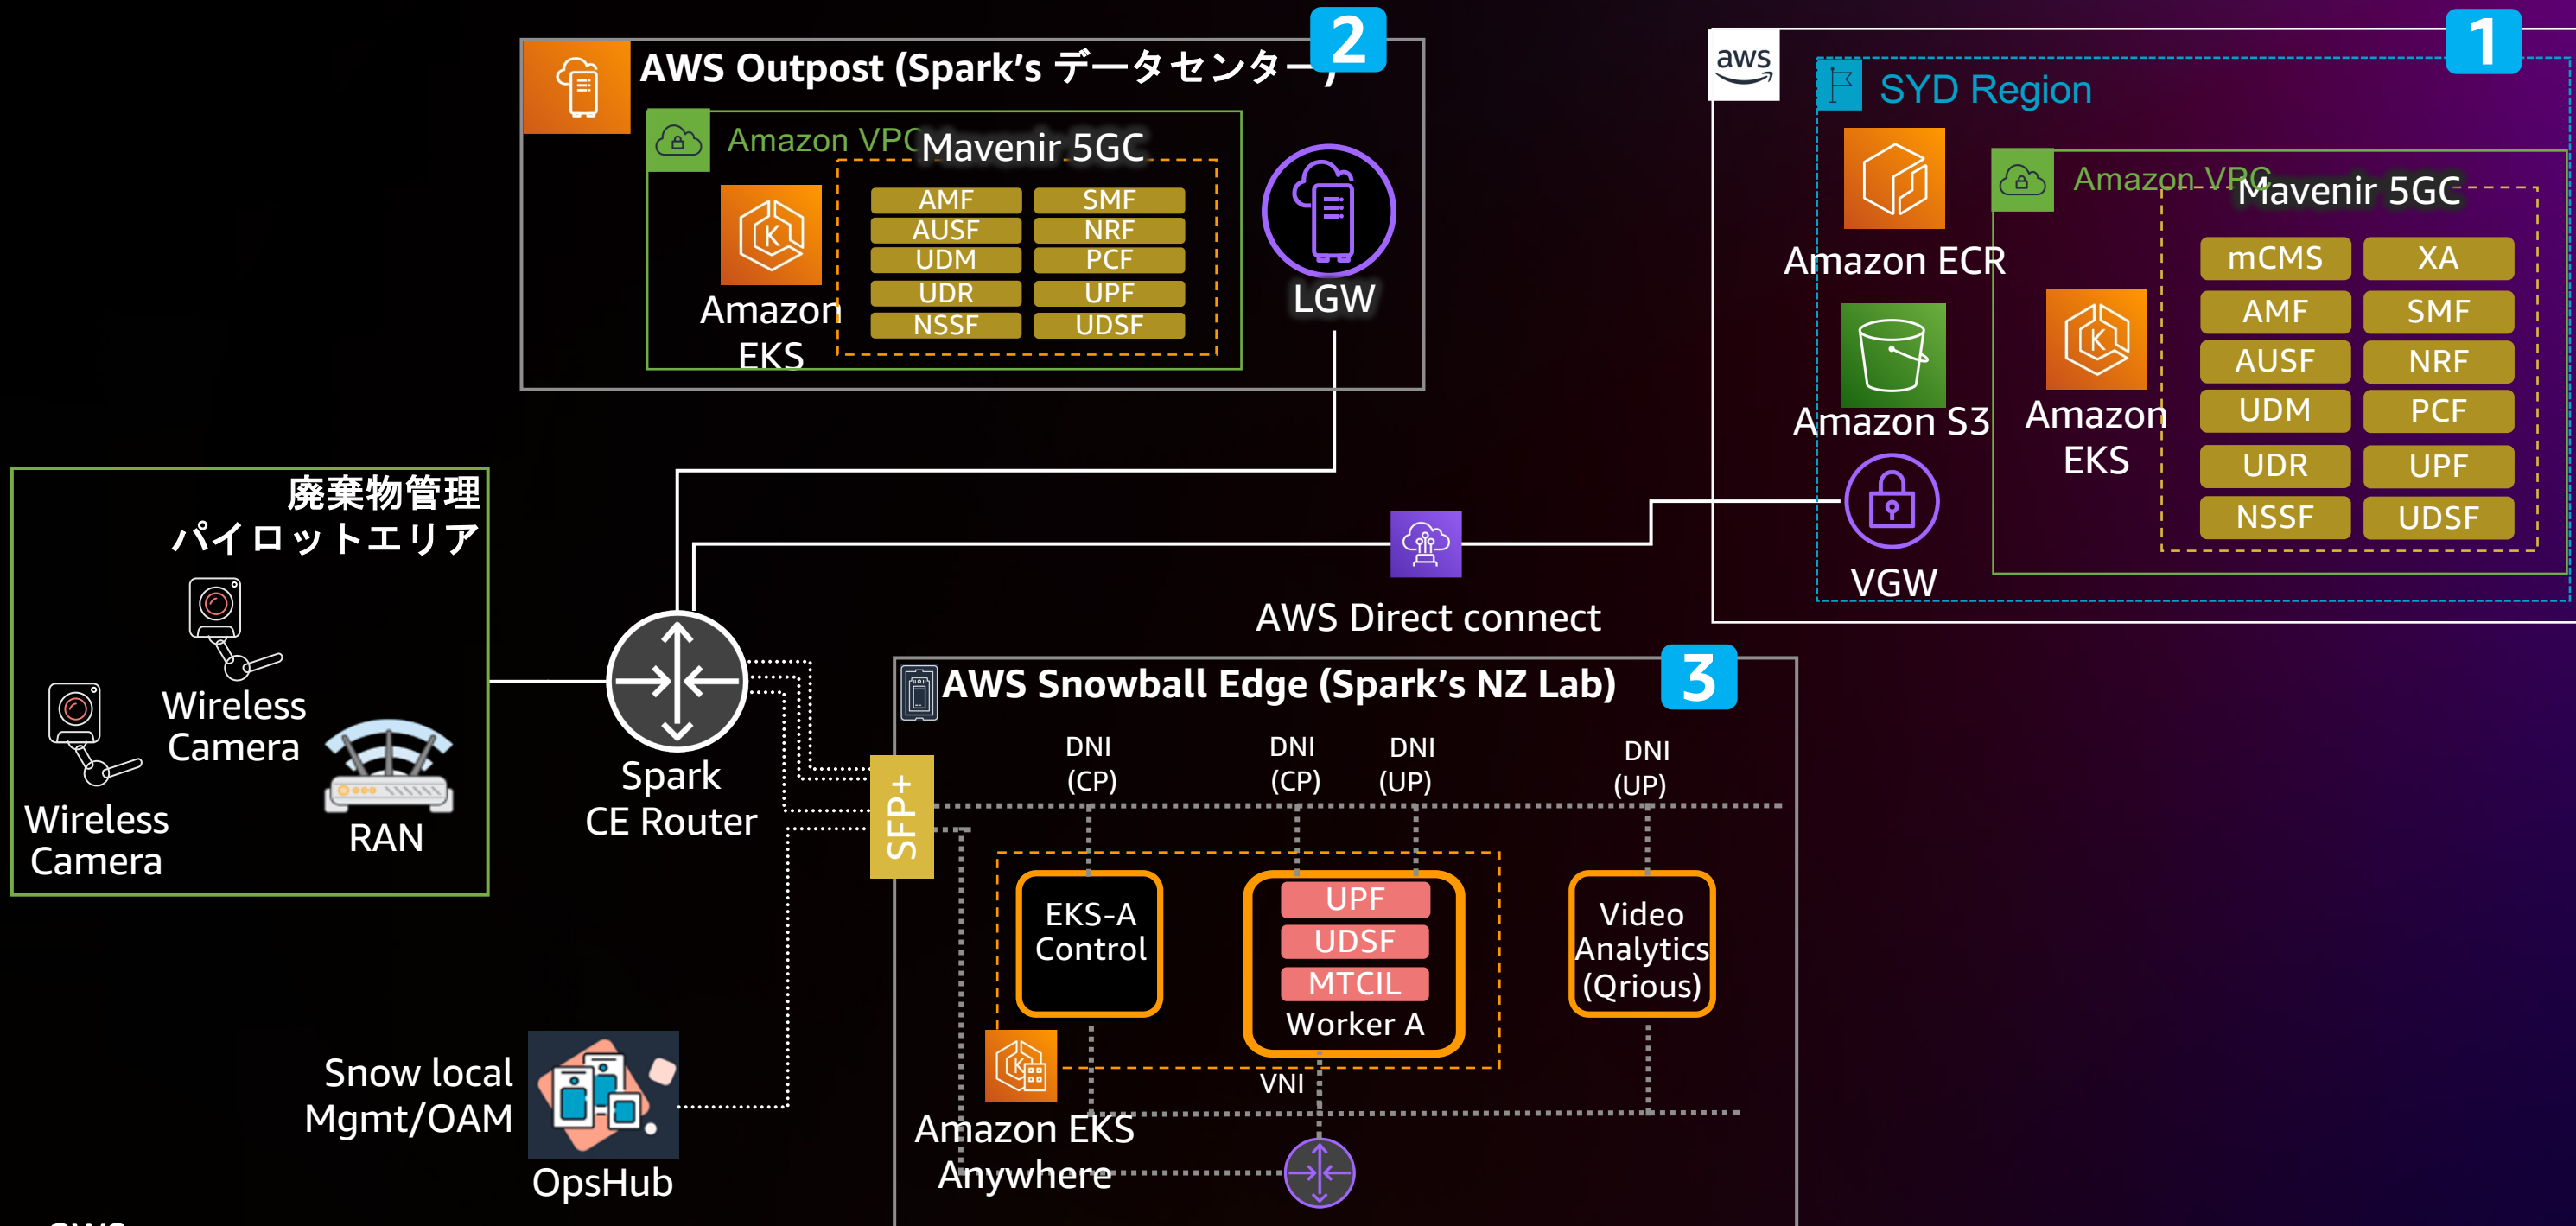 2
AWS Outpost (Spark's データセンター)
Amazon VPC
Mavenir 5GC
AMF
SMF
AUSF
NRF
UDM
PCF
UDR
UPF
NSSF
UDSF
Amazon
EKS
LGW
1
aws
SYD Region
Amazon ECR
Amazon S3
VGW
Amazon VPC
Mavenir 5GC
Amazon
EKS
mCMS
XA
AMF
SMF
AUSF
NRF
UDM
PCF
UDR
UPF
NSSF
UDSF
廃棄物管理
パイロットエリア
Wireless
Camera
Wireless
Camera
RAN
Spark
CE Router
AWS Direct connect
AWS Snowball Edge (Spark's NZ Lab)
3
SFP+
DNI
(CP)
DNI
(CP)
DNI
(UP)
DNI
(UP)
EKS-A
Control
UPF
UDSF
MTCIL
Worker A
Video
Analytics
(Qrious)
VNI
Amazon EKS
Anywhere
Snow local
Mgmt/OAM
OpsHub